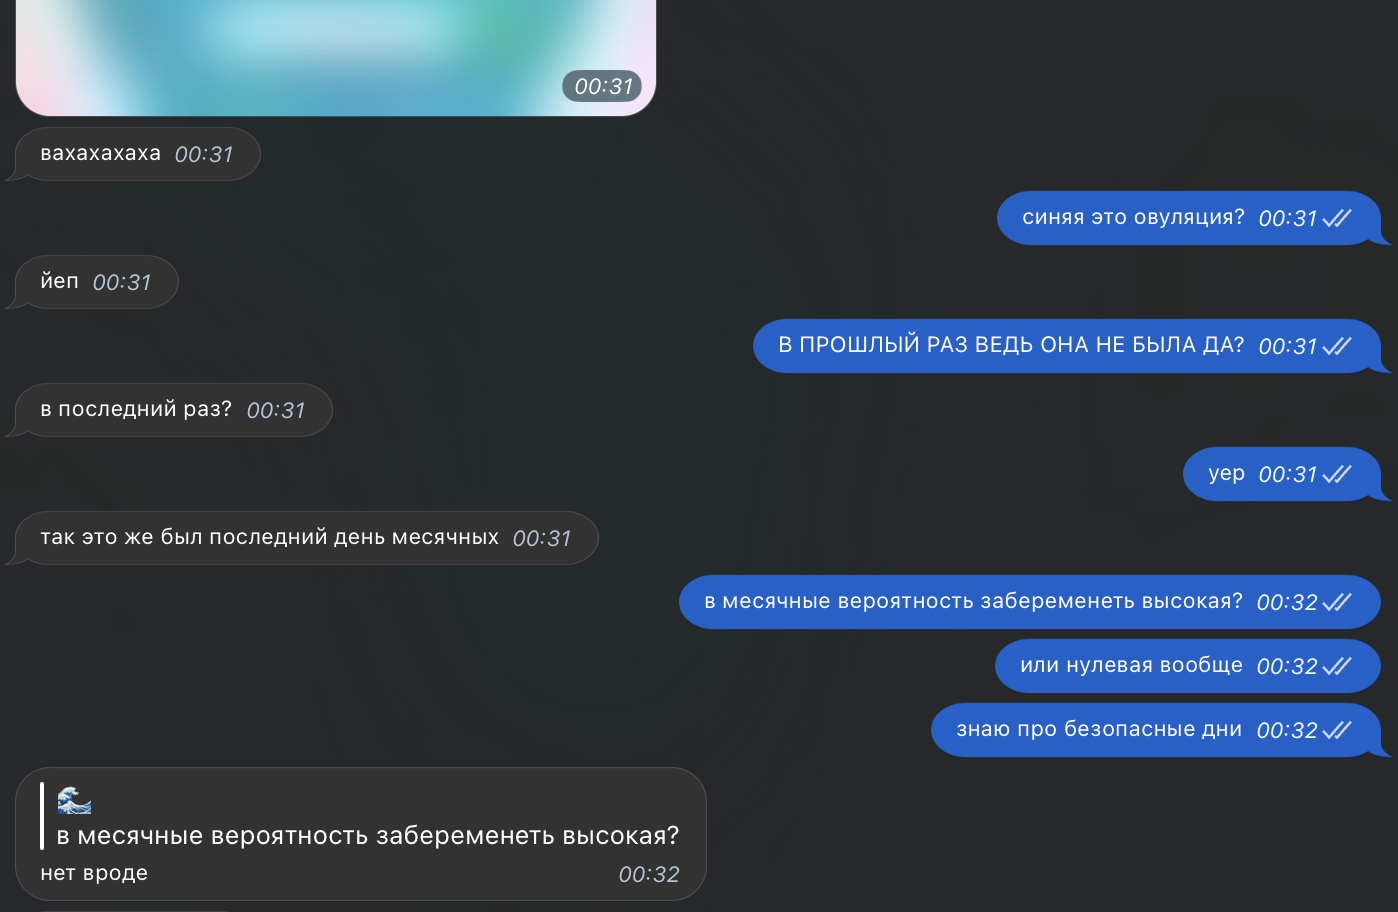 00:31
вахахахаха 00:31
синяя это овуляция? 00:31
йеп 00:31
В ПРОШЛЫЙ РАЗ ВЕДЬ ОНА НЕ БЫЛА ДА? 00:31
в последний раз? 00:31
уер 00:31
так это же был последний день месячных 00:31
в месячные вероятность забеременеть высокая? 00:32
или нулевая вообще 00:32
знаю про безопасные дни 00:32
🌊
в месячные вероятность забеременеть высокая?
нет вроде 00:32